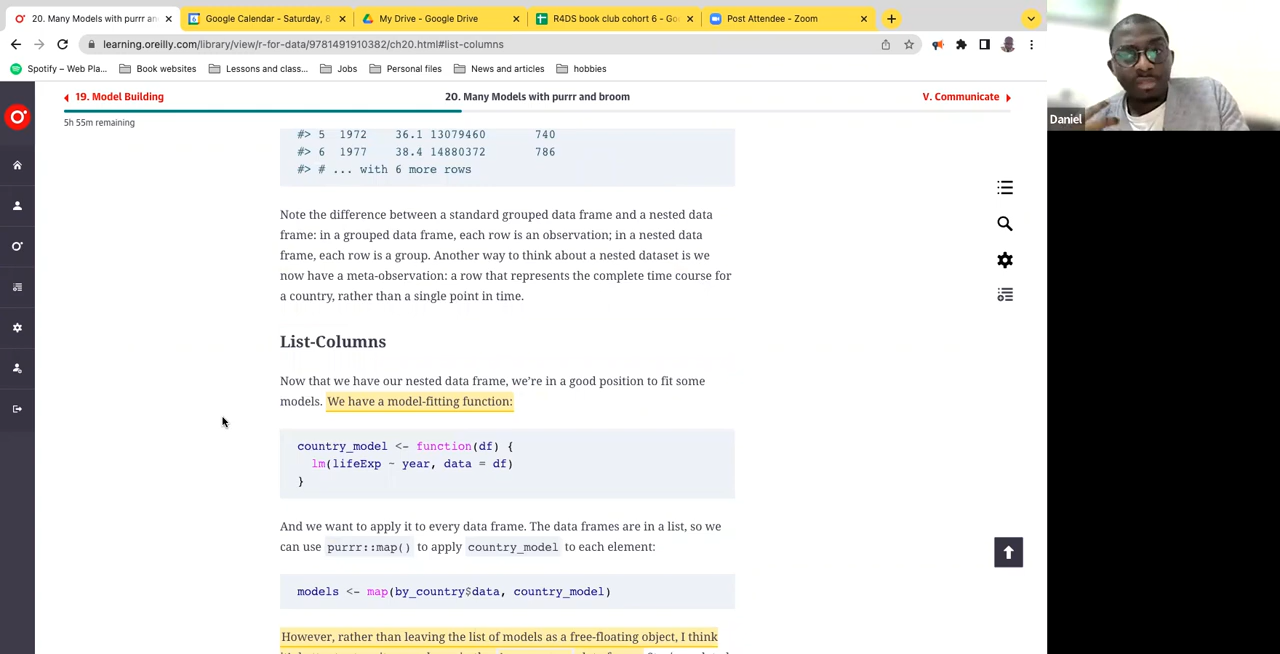 20. Many Models with purrr and
Google Calendar - Saturday, 8
My Drive - Google Drive
R4DS book club cohort 6 - Go
Post Attendee - Zoom
learning.oreilly.com/library/view/r-for-data/9781491910382/ch20.html#list-columns
Spotify – Web Pla...
Book websites
Lessons and class...
Jobs
Personal files
News and articles
hobbies
19. Model Building
20. Many Models with purrr and broom
V. Communicate
5h 55m remaining
#> 5 1972 36.1 13079460 740
#> 6 1977 38.4 14880372 786
#> # ... with 6 more rows
Note the difference between a standard grouped data frame and a nested data
frame: in a grouped data frame, each row is an observation; in a nested data
frame, each row is a group. Another way to think about a nested dataset is we
now have a meta-observation: a row that represents the complete time course for
a country, rather than a single point in time.
List-Columns
Now that we have our nested data frame, we’re in a good position to fit some
models. We have a model-fitting function:
country_model <- function(df) {
lm(lifeExp ~ year, data = df)
}
And we want to apply it to every data frame. The data frames are in a list, so we
can use purrr::map() to apply country_model to each element:
models <- map(by_country$data, country_model)
However, rather than leaving the list of models as a free-floating object, I think
Daniel